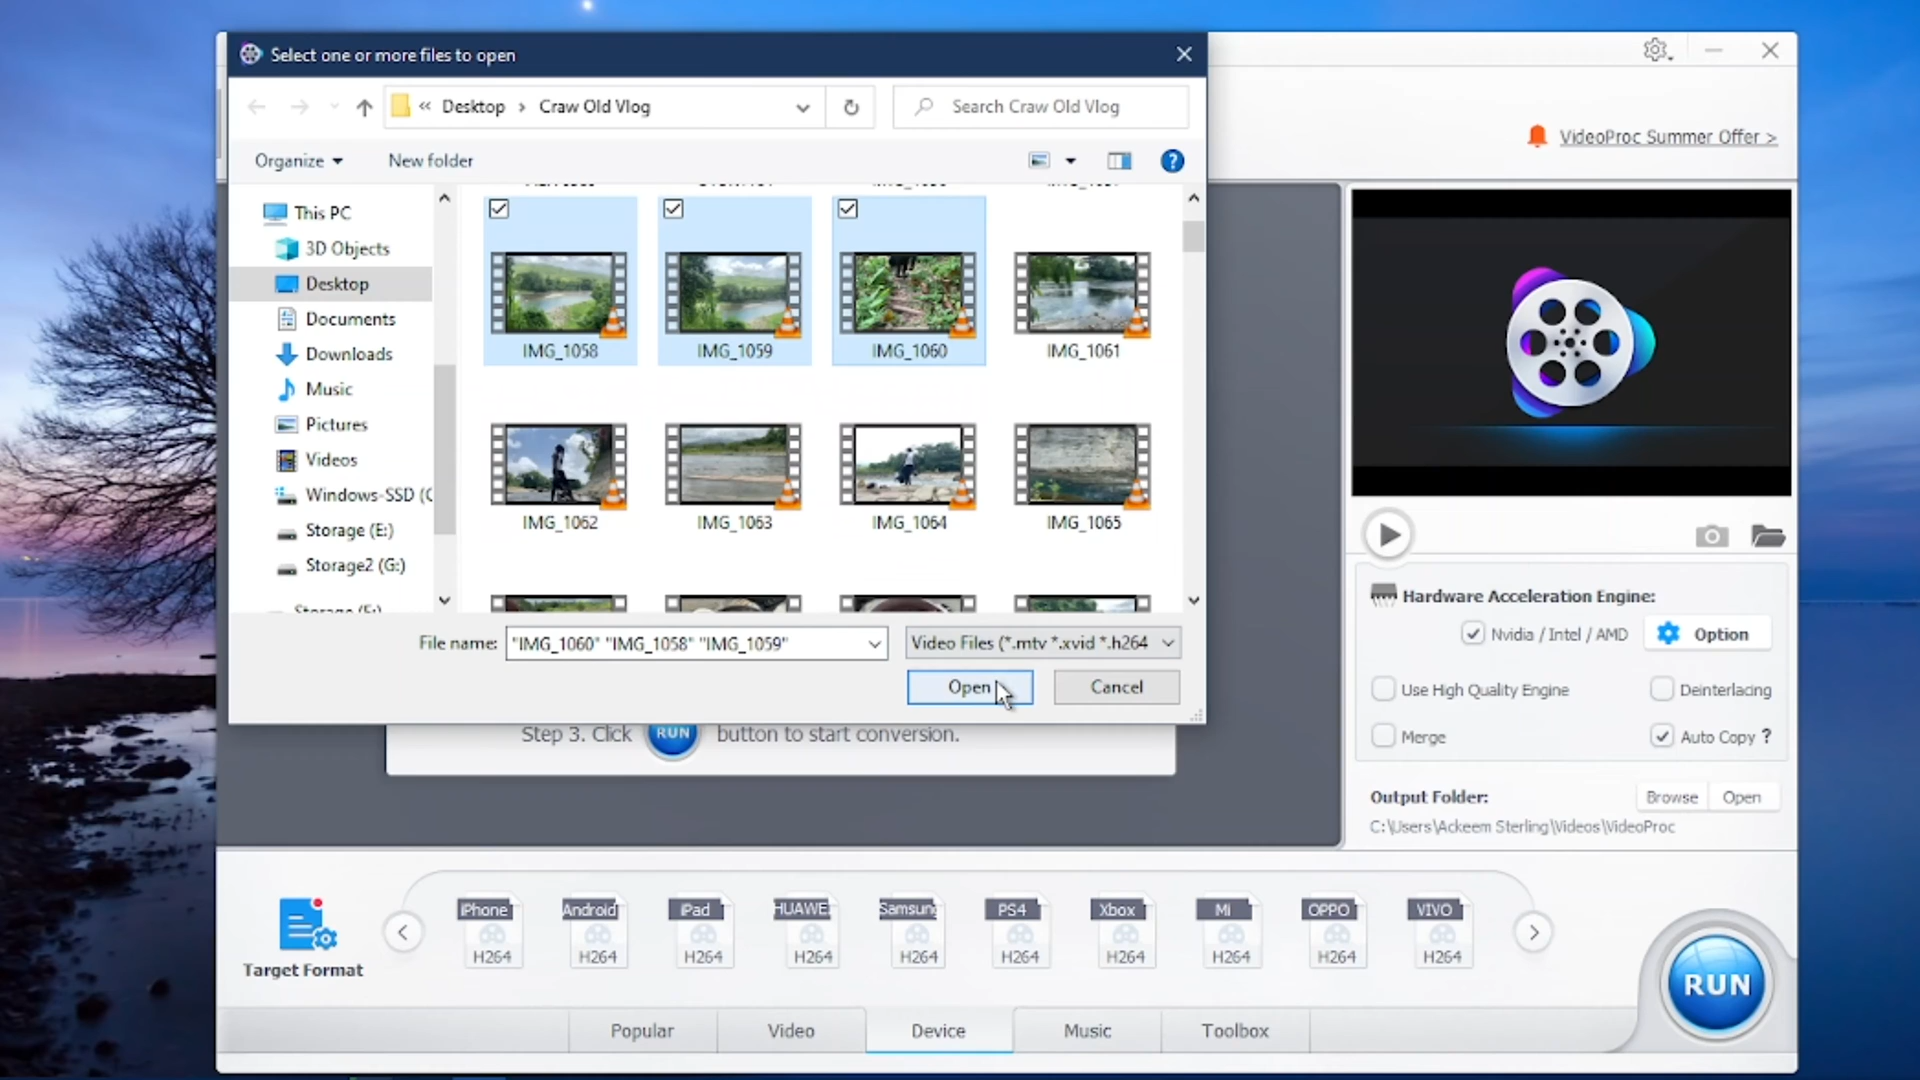 Select one or more files to open
« Desktop › Craw Old Vlog
Search Craw Old Vlog
VideoProc Summer Offer >
Organize
New folder
?
This PC
3D Objects
Desktop
Documents
Downloads
Music
Pictures
Videos
Windows-SSD (C
Storage (E:)
Storage2 (G:)
IMG_1058
IMG_1059
IMG_1060
IMG_1061
IMG_1062
IMG_1063
IMG_1064
IMG_1065
File name: "IMG_1060" "IMG_1058" "IMG_1059"
Video Files (*.mtv *.xvid *.h264
Open
Cancel
Step 3. Click RUN button to start conversion.
Hardware Acceleration Engine:
Nvidia / Intel / AMD
Option
Use High Quality Engine
Deinterlacing
Merge
Auto Copy ?
Output Folder:
Browse
Open
C:\Users\Ackeem Sterling\Videos\VideoProc
Target Format
iPhone
H264
Android
H264
iPad
H264
HUAWEI
H264
Samsung
H264
PS4
H264
Xbox
H264
Mi
H264
OPPO
H264
VIVO
H264
RUN
Popular
Video
Device
Music
Toolbox